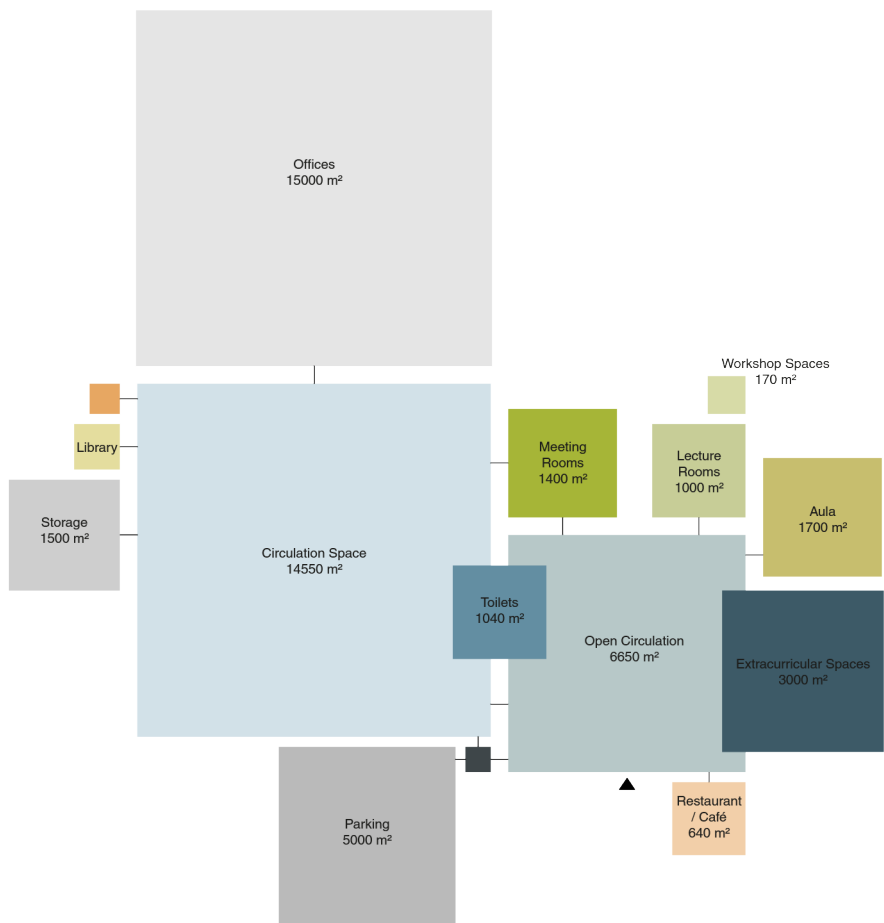 Offices
15000 m²
Workshop Spaces
170 m²
Library
Meeting
Rooms
1400 m²
Lecture
Rooms
1000 m²
Storage
1500 m²
Aula
1700 m²
Circulation Space
14550 m²
Toilets
1040 m²
Open Circulation
6650 m²
Extracurricular Spaces
3000 m²
Parking
5000 m²
Restaurant
/ Café
640 m²